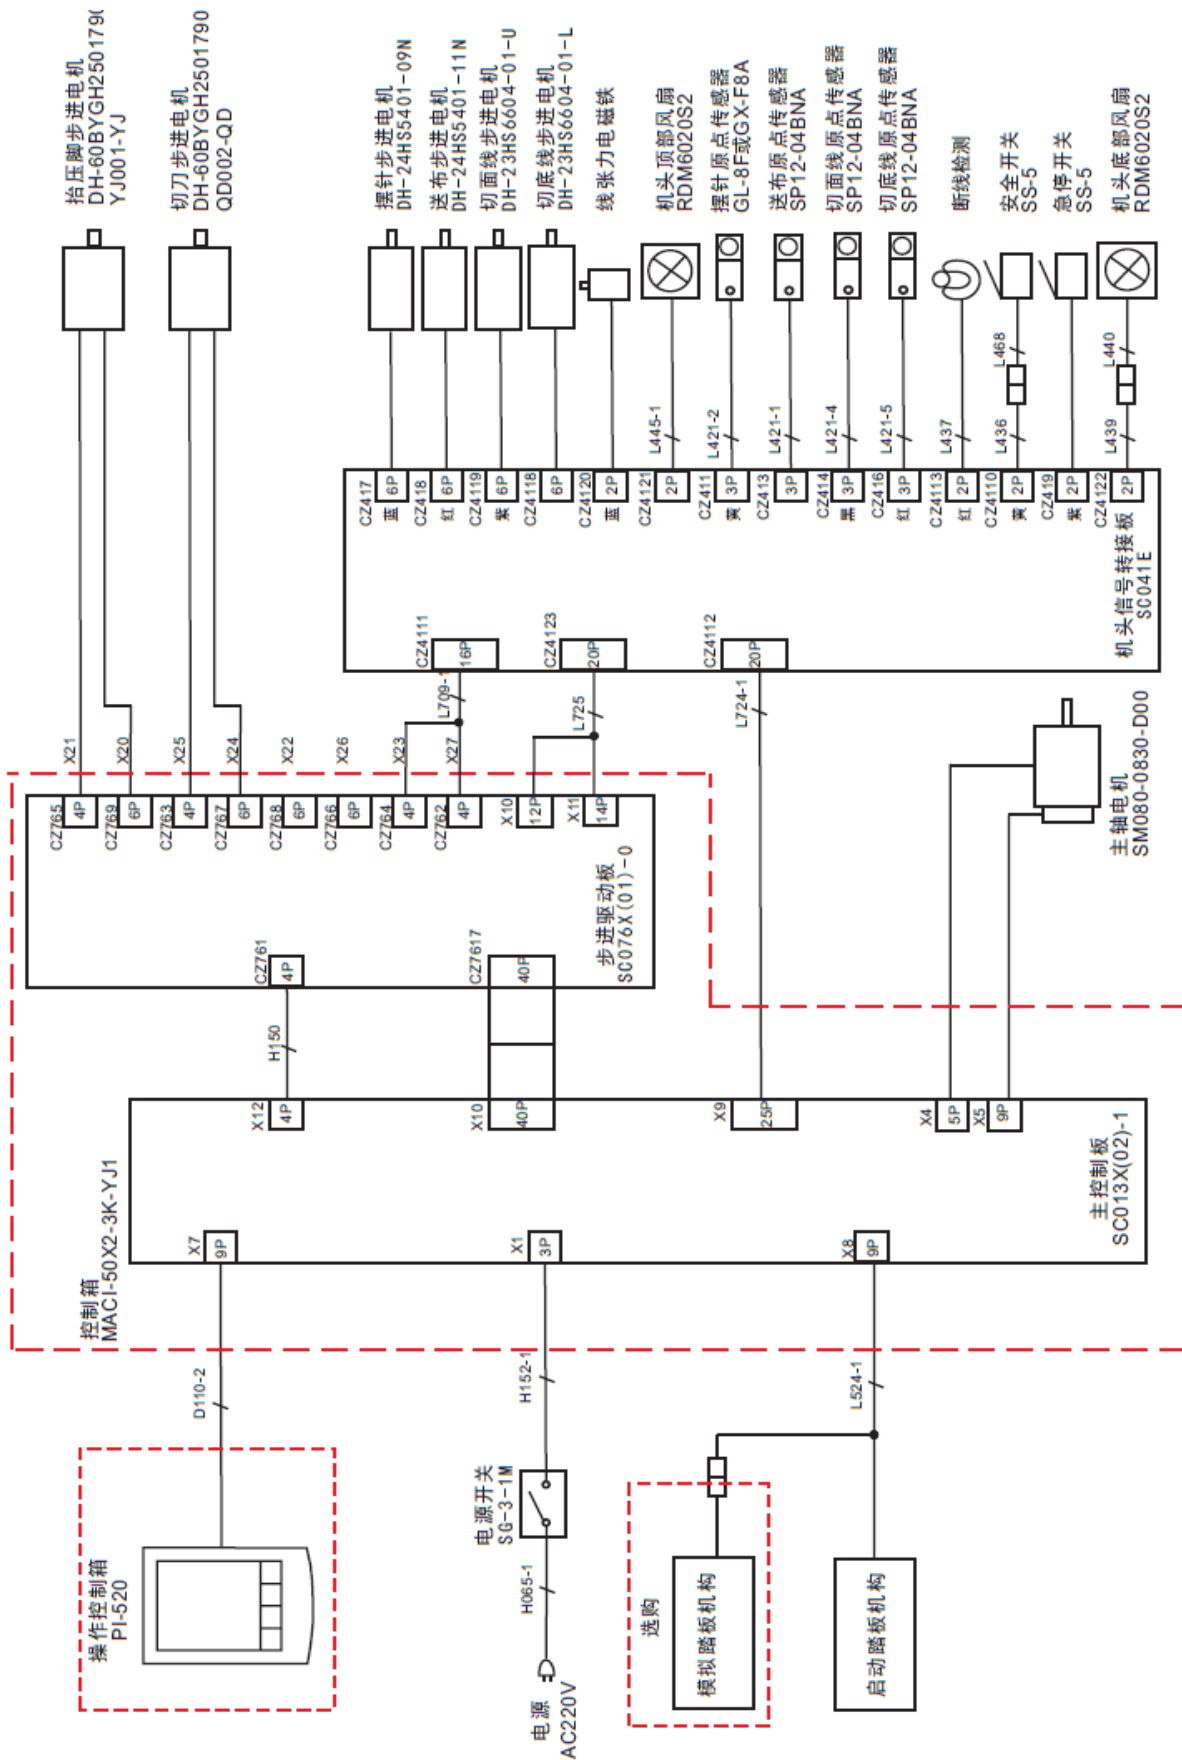 抬压脚步进电机
DH-60BYGH2501790
YJ001-YJ
切刀步进电机
DH-60BYGH2501790
QD002-QD
摆针步进电机
DH-24HS5401-09N
送布步进电机
DH-24HS5401-11N
切面线步进电机
DH-23HS6604-01-U
切底线步进电机
DH-23HS6604-01-L
线张力电磁铁
机头顶部风扇
RDM6020S2
摆针原点传感器
GL-8F或GX-F8A
送布原点传感器
SP12-04BNA
切面线原点传感器
SP12-04BNA
切底线原点传感器
SP12-04BNA
断线检测
安全开关
SS-5
急停开关
SS-5
机头底部风扇
RDM6020S2
L445-1
L421-2
L421-1
L421-4
L421-5
L437
L468
L436
L440
L439
CZ417
6P
蓝
CZ418
6P
红
CZ4119
6P
紫
CZ4118
6P
CZ4120
2P
蓝
CZ4121
2P
CZ411
3P
黄
CZ413
3P
CZ414
3P
黑
CZ416
3P
红
CZ4113
2P
红
CZ4110
2P
黄
CZ419
2P
紫
CZ4122
2P
机头信号转接板
SC041E
CZ4111
16P
CZ4123
20P
CZ4112
20P
L709-1
L725
L724-1
X21
X20
X25
X24
X22
X26
X23
X27
CZ765
4P
CZ769
6P
CZ763
4P
CZ767
6P
CZ768
6P
CZ766
6P
CZ764
4P
CZ762
4P
X10
12P
X11
14P
步进驱动板
SC076X(01)-0
CZ761
4P
CZ7617
40P
主轴电机
SM080-0830-D00
H150
X12
4P
X10
40P
X9
25P
X4
5P
X5
9P
主控制板
SC013X(02)-1
控制箱
MACI-50X2-3K-YJ1
X7
9P
X1
3P
X8
9P
D110-2
H152-1
L524-1
操作控制箱
PI-520
电源开关
SG-3-1M
H065-1
电源
AC220V
选购
模拟踏板机构
启动踏板机构